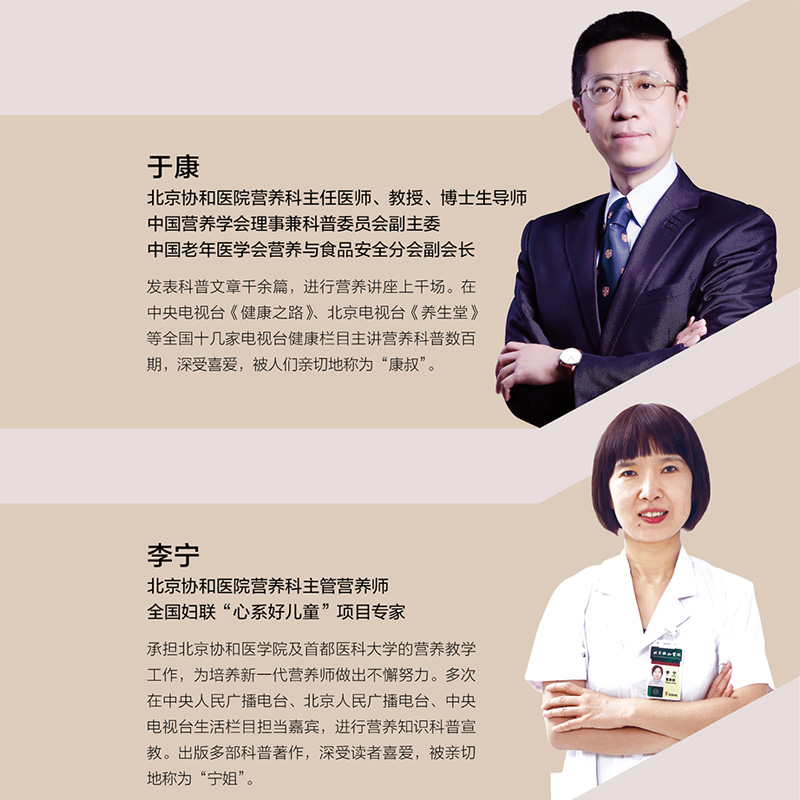 于康
北京协和医院营养科主任医师、教授、博士生导师
中国营养学会理事兼科普委员会副主委
中国老年医学会营养与食品安全分会副会长
发表科普文章千余篇，进行营养讲座上千场。在
中央电视台《健康之路》、北京电视台《养生堂》
等全国十几家电视台健康栏目主讲营养科普数百
期，深受喜爱，被人们亲切地称为“康叔”。
李宁
北京协和医院营养科主管营养师
全国妇联“心系好儿童”项目专家
承担北京协和医学院及首都医科大学的营养教学
工作，为培养新一代营养师做出不懈努力。多次
在中央人民广播电台、北京人民广播电台、中央
电视台生活栏目担当嘉宾，进行营养知识科普宣
教。出版多部科普著作，深受读者喜爱，被亲切
地称为“宁姐”。